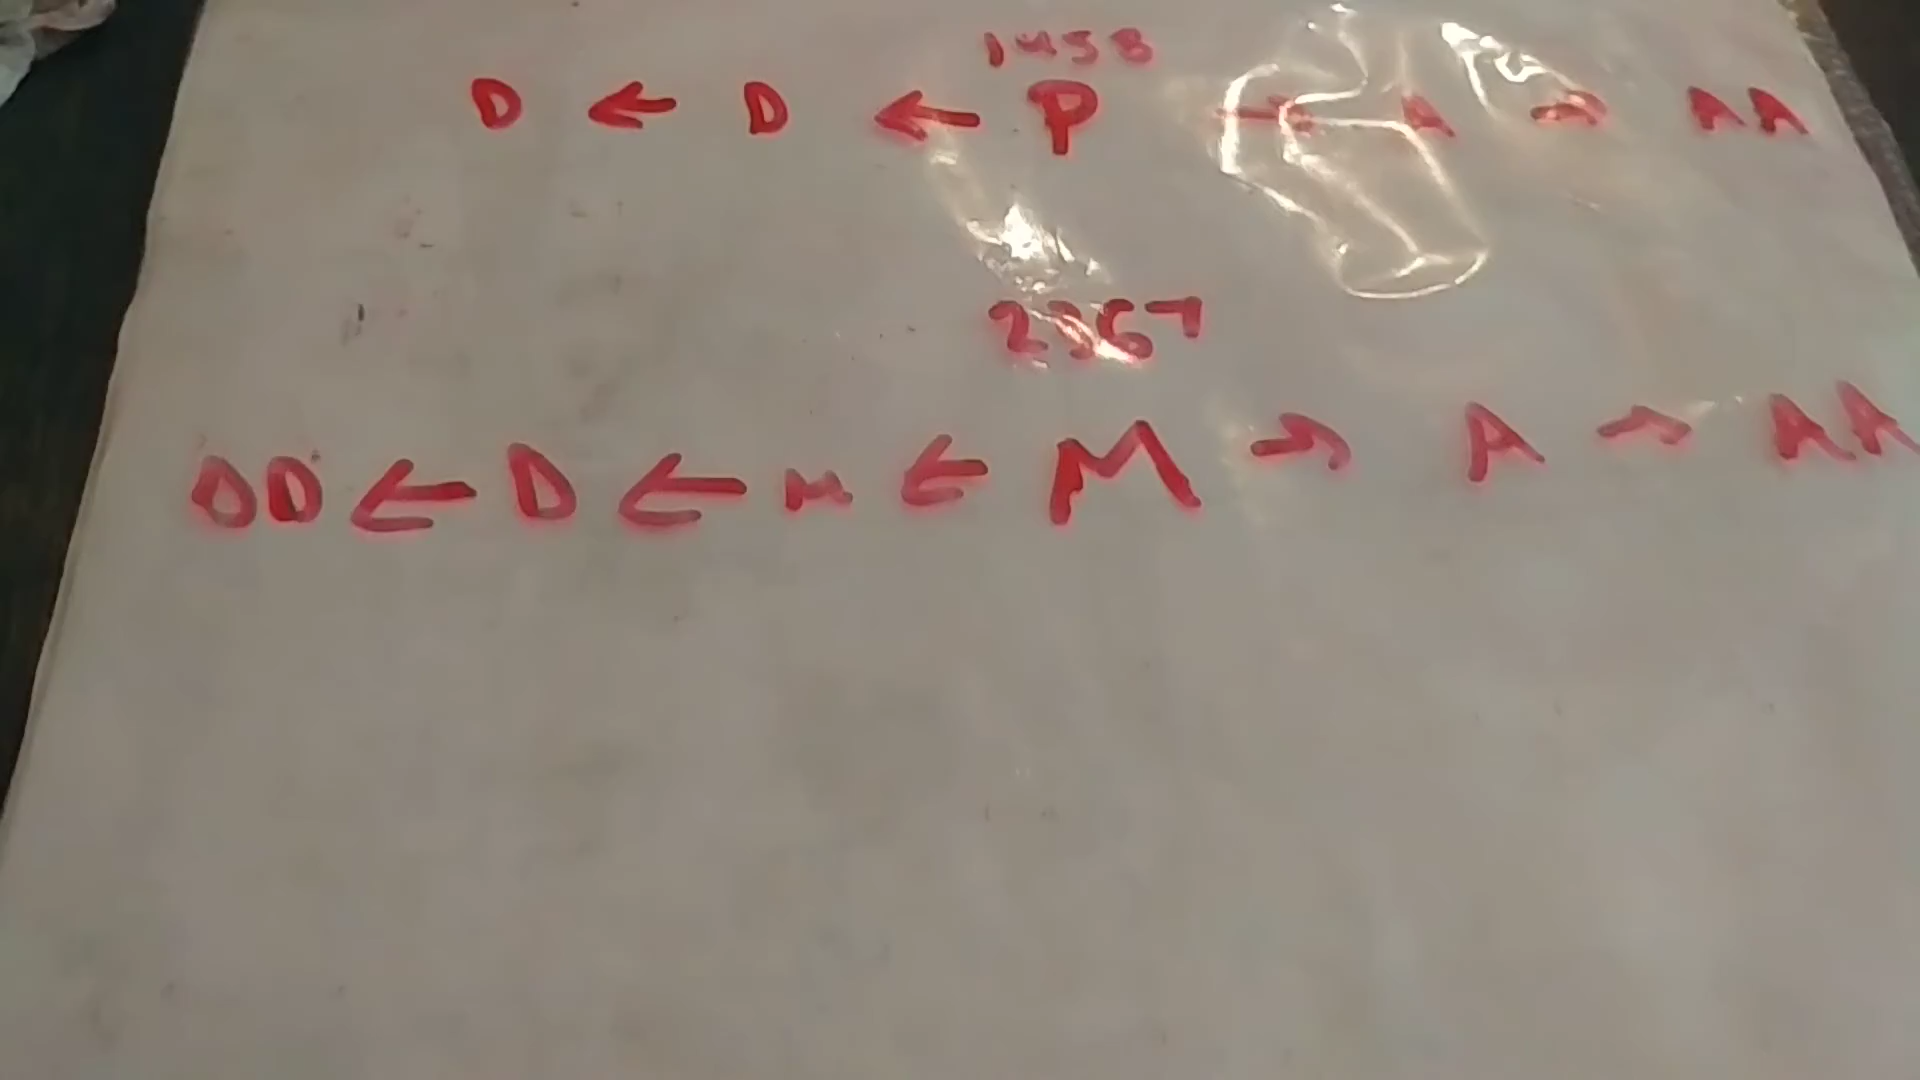 1458
D ← D ← P → A → AA
2367
DD ← D ← M ← M → A → AA